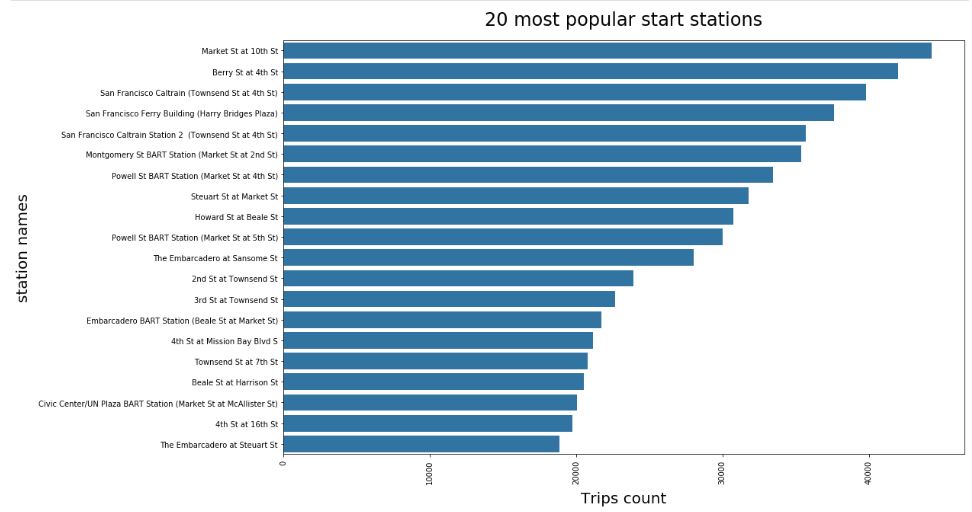 20 most popular start stations
Market St at 10th St
Berry St at 4th St
San Francisco Caltrain (Townsend St at 4th St)
San Francisco Ferry Building (Harry Bridges Plaza)
San Francisco Caltrain Station 2  (Townsend St at 4th St)
Montgomery St BART Station (Market St at 2nd St)
Powell St BART Station (Market St at 4th St)
Steuart St at Market St
Howard St at Beale St
Powell St BART Station (Market St at 5th St)
The Embarcadero at Sansome St
2nd St at Townsend St
3rd St at Townsend St
Embarcadero BART Station (Beale St at Market St)
4th St at Mission Bay Blvd S
Townsend St at 7th St
Beale St at Harrison St
Civic Center/UN Plaza BART Station (Market St at McAllister St)
4th St at 16th St
The Embarcadero at Steuart St
station names
0
10000
20000
30000
40000
Trips count